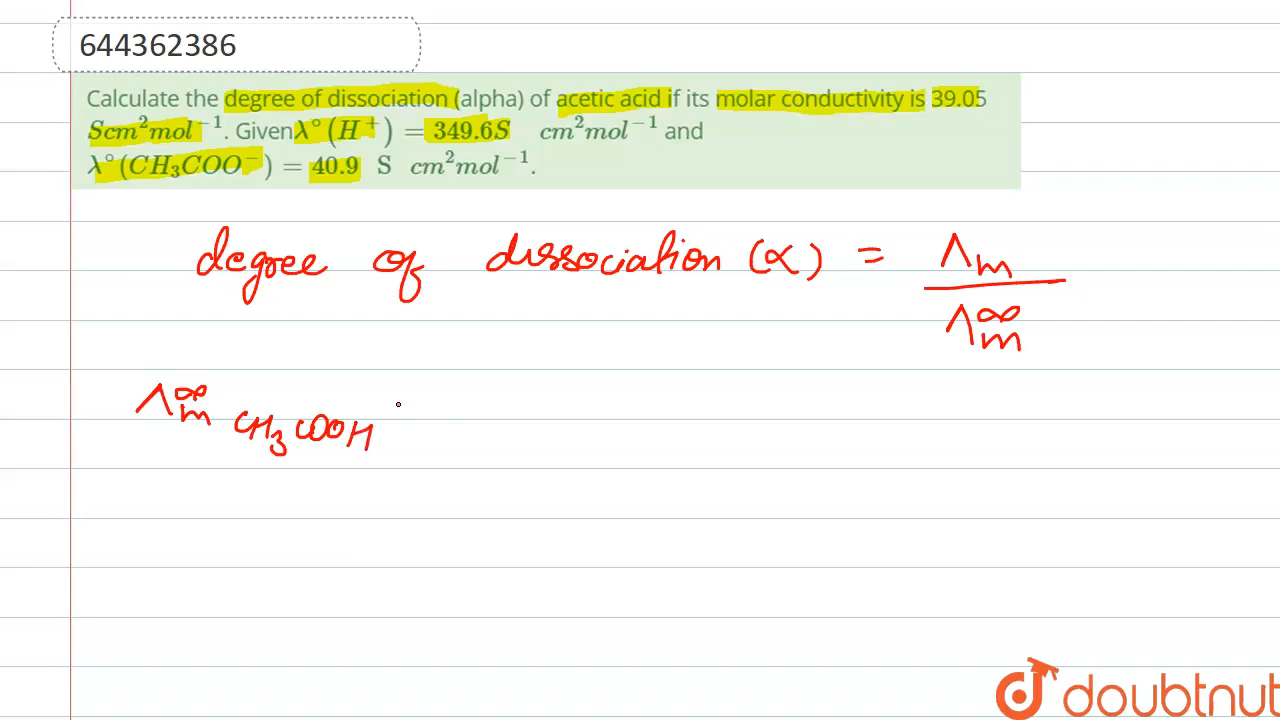 644362386
Calculate the degree of dissociation (alpha) of acetic acid if its molar conductivity is 39.05
Scm²mol⁻¹. Given λ°(H⁺) = 349.6S cm²mol⁻¹ and
λ°(CH₃COO⁻) = 40.9 S cm²mol⁻¹.
degree of dissociation (α) = Λm / Λ∞m
Λ∞m CH₃COOH
doubtnut